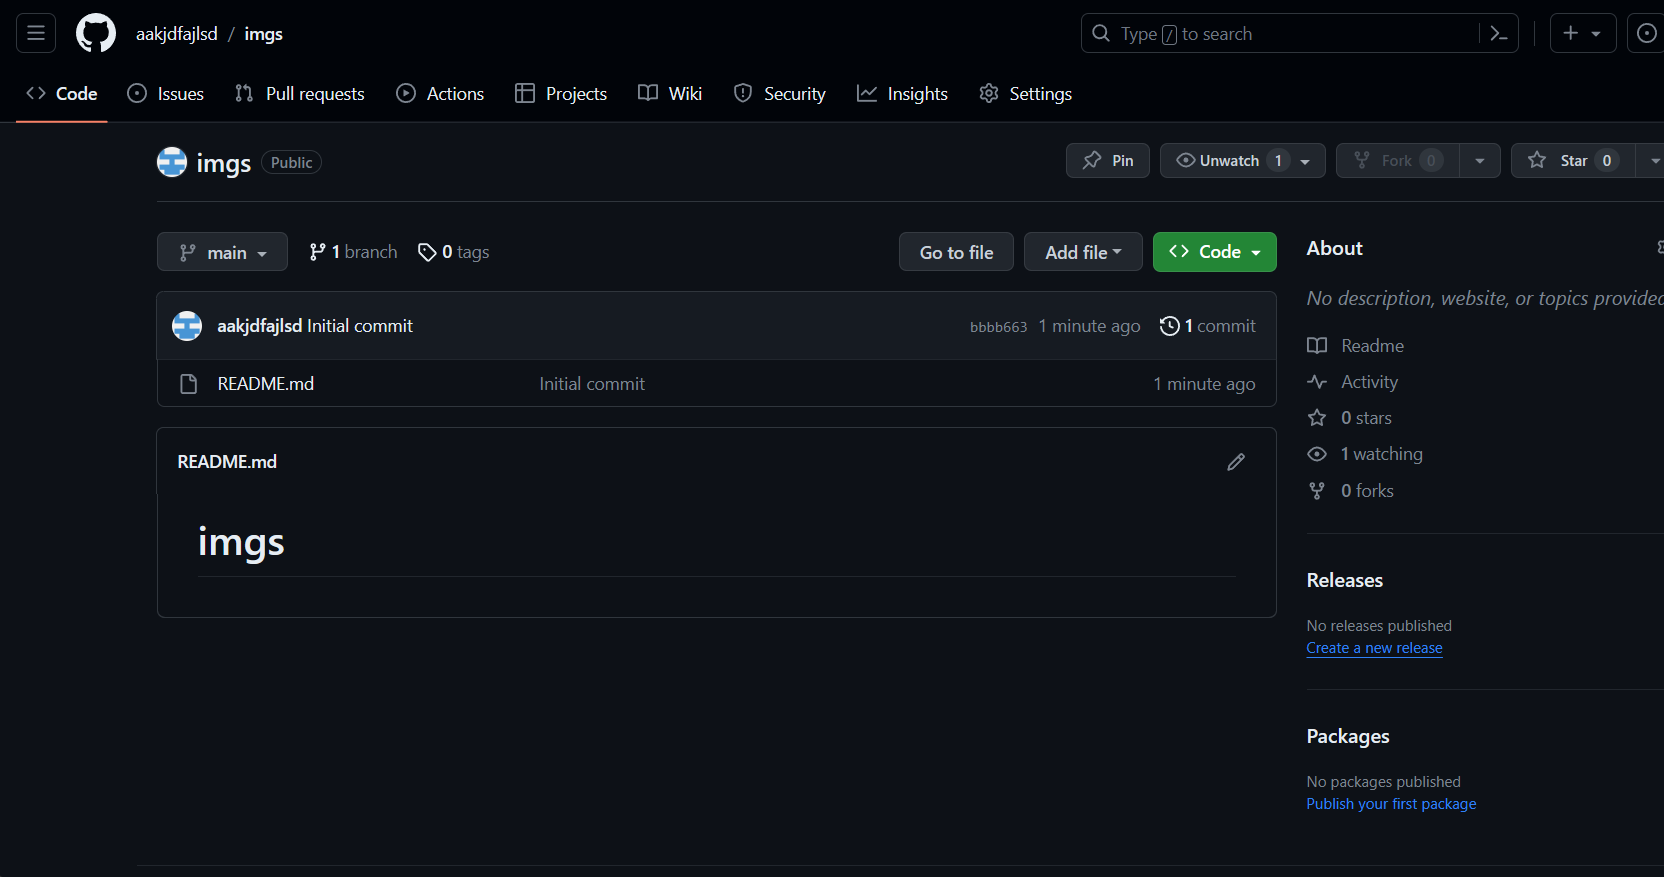 aakjdfajlsd / imgs
Type / to search
Code Issues Pull requests Actions Projects Wiki Security Insights Settings
imgs Public
Pin Unwatch 1 Fork 0 Star 0
main 1 branch 0 tags
Go to file Add file Code
aakjdfajlsd Initial commit bbbb663 1 minute ago 1 commit
README.md Initial commit 1 minute ago
README.md
imgs
About
No description, website, or topics provided
Readme
Activity
0 stars
1 watching
0 forks
Releases
No releases published
Create a new release
Packages
No packages published
Publish your first package